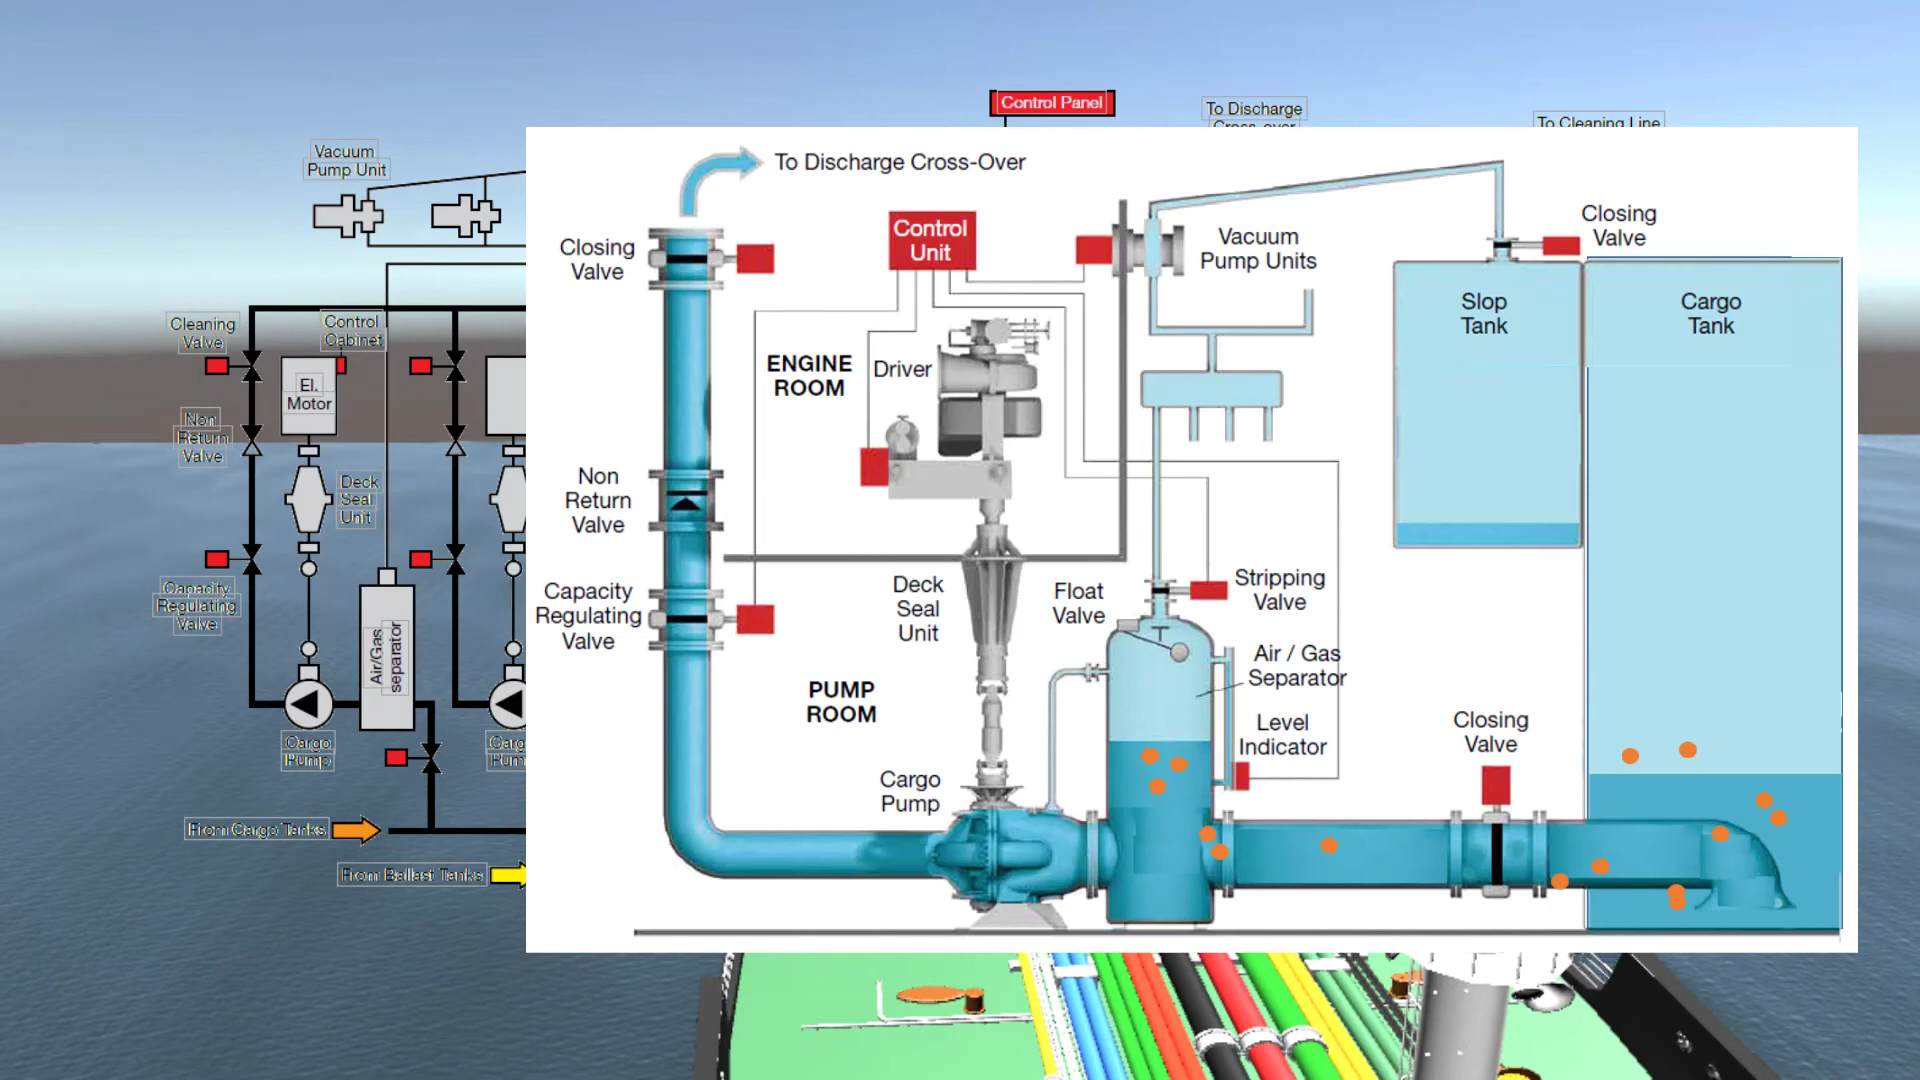 Control Panel
To Discharge
Cross-over
To Cleaning Line
Vacuum
Pump Unit
Cleaning
Valve
Control
Cabinet
El.
Motor
Non
Return
Valve
Deck
Seal
Unit
Capacity
Regulating
Valve
Air/Gas
separator
Cargo
Pump
Carg
Pum
From Cargo Tanks
From Ballast Tanks
To Discharge Cross-Over
Closing
Valve
Control
Unit
Vacuum
Pump Units
Closing
Valve
Slop
Tank
Cargo
Tank
ENGINE
ROOM
Driver
Non
Return
Valve
Capacity
Regulating
Valve
Deck
Seal
Unit
Float
Valve
Stripping
Valve
Air / Gas
Separator
PUMP
ROOM
Level
Indicator
Closing
Valve
Cargo
Pump